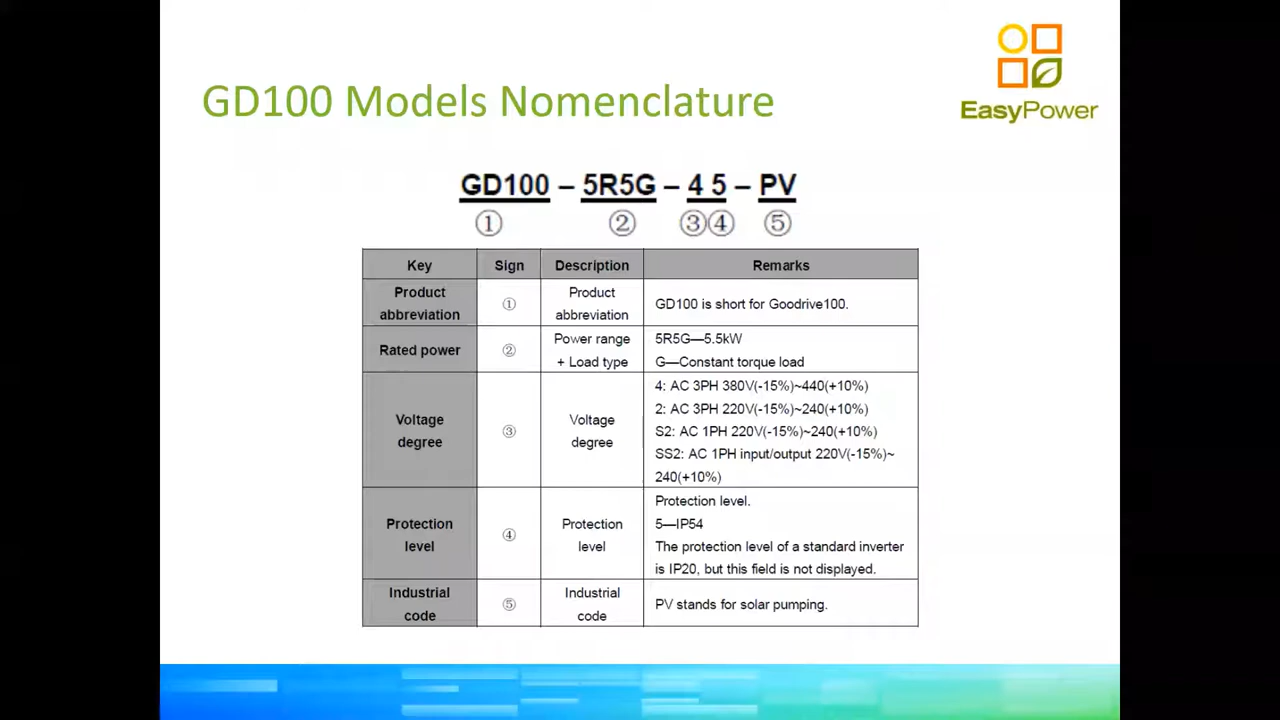 EasyPower
GD100 Models Nomenclature
GD100 – 5R5G – 4 5 – PV
① ② ③ ④ ⑤
Key Sign Description Remarks
Product abbreviation ① Product abbreviation GD100 is short for Goodrive100.
Rated power ② Power range + Load type 5R5G—5.5kW
G—Constant torque load
Voltage degree ③ Voltage degree 4: AC 3PH 380V(-15%)~440(+10%)
2: AC 3PH 220V(-15%)~240(+10%)
S2: AC 1PH 220V(-15%)~240(+10%)
SS2: AC 1PH input/output 220V(-15%)~
240(+10%)
Protection level ④ Protection level Protection level.
5—IP54
The protection level of a standard inverter
is IP20, but this field is not displayed.
Industrial code ⑤ Industrial code PV stands for solar pumping.